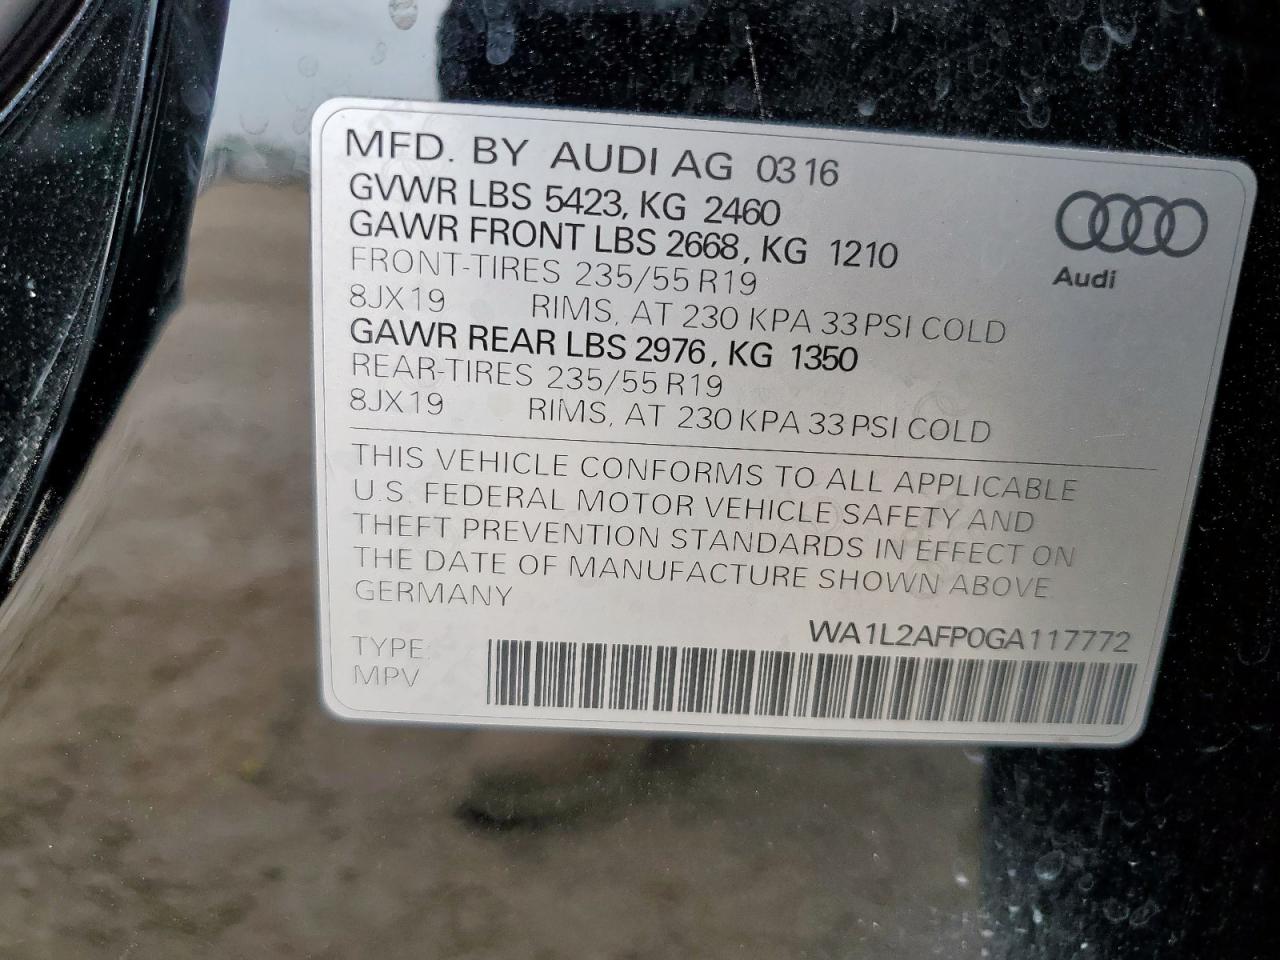 MFD. BY AUDI AG 03 16
GVWR LBS 5423, KG 2460
GAWR FRONT LBS 2668, KG 1210
FRONT-TIRES 235/55 R19
8JX19 RIMS, AT 230 KPA 33 PSI COLD
GAWR REAR LBS 2976, KG 1350
REAR-TIRES 235/55 R19
8JX19 RIMS, AT 230 KPA 33 PSI COLD
Audi
THIS VEHICLE CONFORMS TO ALL APPLICABLE
U.S. FEDERAL MOTOR VEHICLE SAFETY AND
THEFT PREVENTION STANDARDS IN EFFECT ON
THE DATE OF MANUFACTURE SHOWN ABOVE.
GERMANY
WA1L2AFP0GA117772
TYPE:
MPV